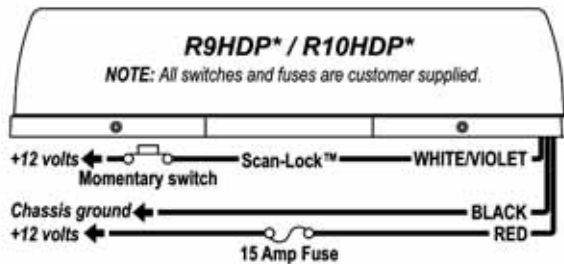 R9HDP* / R10HDP*
NOTE: All switches and fuses are customer supplied.
+12 volts Scan-Lock™ WHITE/VIOLET
Momentary switch
Chassis ground BLACK
+12 volts RED
15 Amp Fuse